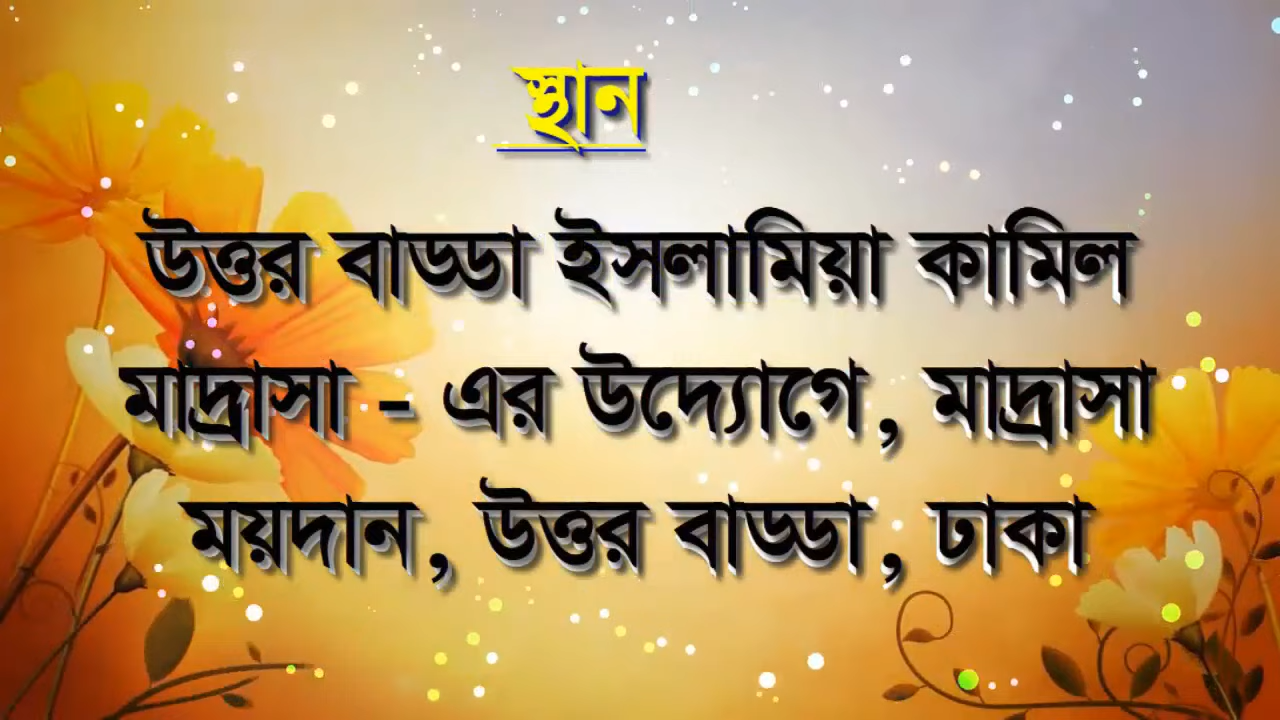 স্থান
উত্তর বাড্ডা ইসলামিয়া কামিল
মাদ্রাসা - এর উদ্যোগে, মাদ্রাসা
ময়দান, উত্তর বাড্ডা, ঢাকা